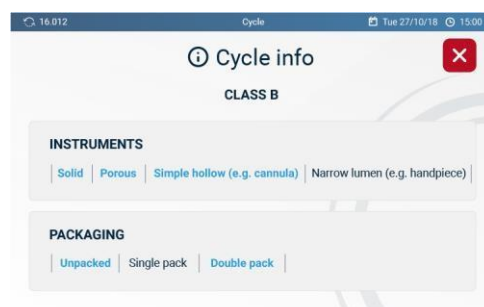 16.012 Cycle Tue 27/10/18 15:00
Cycle info
CLASS B
INSTRUMENTS
Solid Porous Simple hollow (e.g. cannula) Narrow lumen (e.g. handpiece)
PACKAGING
Unpacked Single pack Double pack